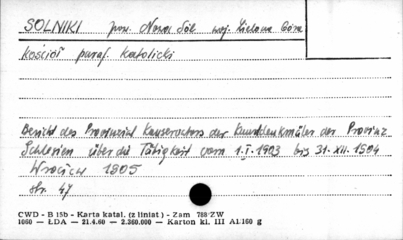 SOLNIKI pow. Nowa Sól woj. Zielona Góra
kościół paraf. katolicki
Bericht des Provinzial Konservators der Kunstdenkmäler der Provinz
Schlesien über die Tätigkeit vom 1.I.1903 bis 31.XII.1904
Wrocław 1905
str. 47
CWD - B 15b - Karta katal. (z liniat) - Zam 788 ZW
1060 — ŁDA — 21.4.60 — 2.360.000 — Karton kl. III A1/160 g